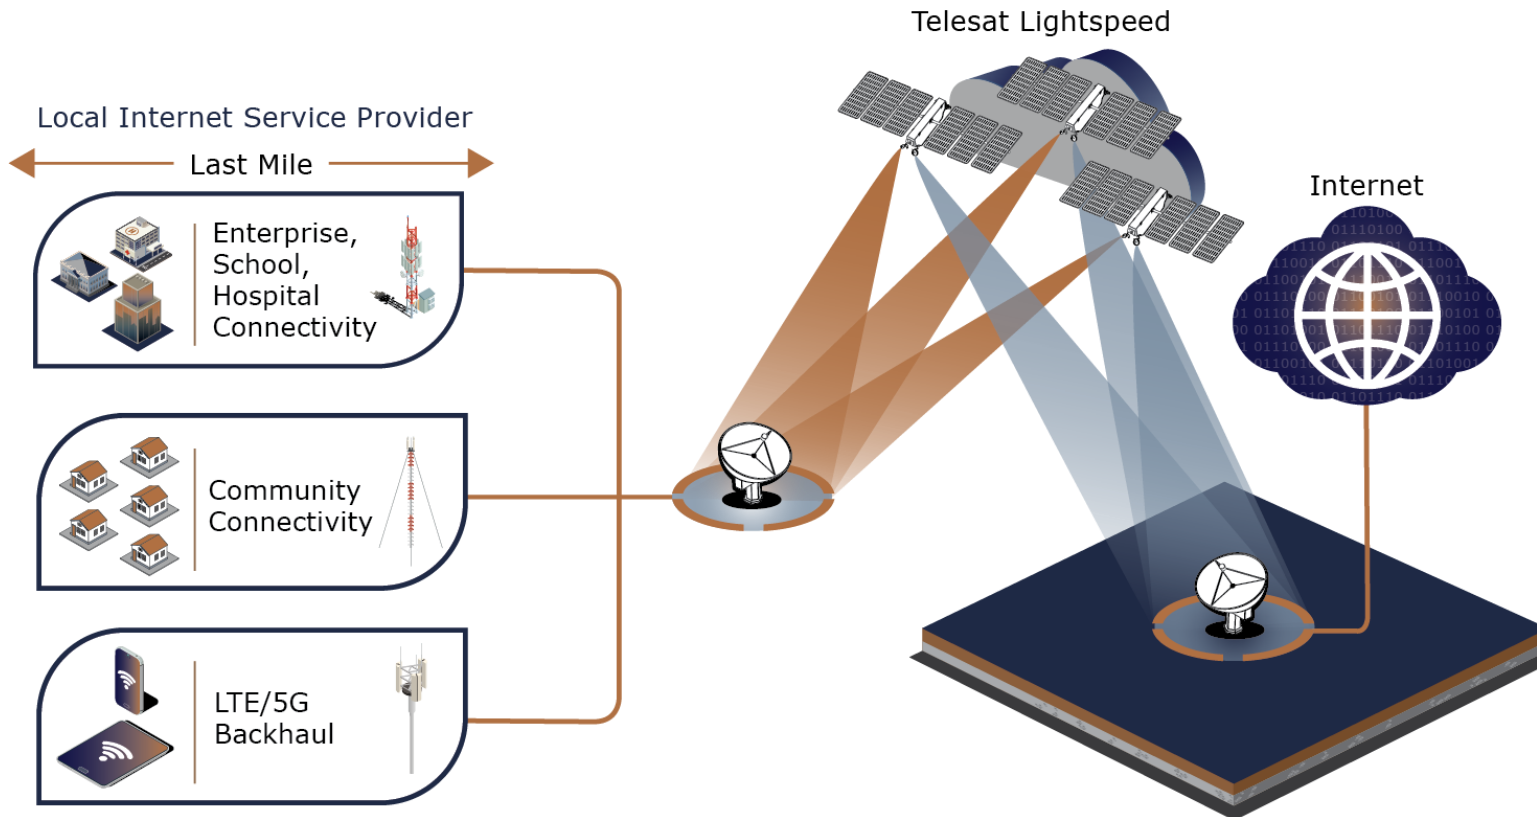 Telesat Lightspeed
Local Internet Service Provider
Last Mile
Internet
Enterprise,
School,
Hospital
Connectivity
Community
Connectivity
LTE/5G
Backhaul